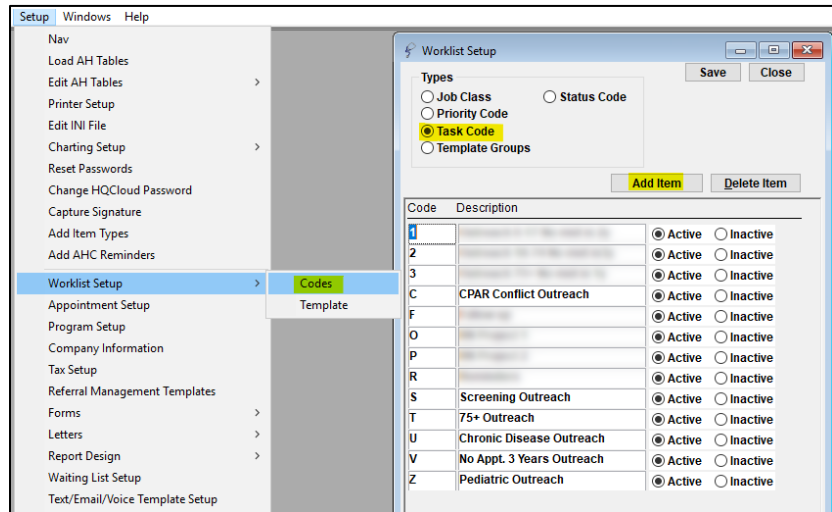 Setup Windows Help
Nav
Load AH Tables
Edit AH Tables
Printer Setup
Edit INI File
Charting Setup
Reset Passwords
Change HQCloud Password
Capture Signature
Add Item Types
Add AHC Reminders
Worklist Setup
Appointment Setup
Program Setup
Company Information
Tax Setup
Referral Management Templates
Forms
Letters
Report Design
Waiting List Setup
Text/Email/Voice Template Setup
Codes
Template
Worklist Setup
Save Close
Types
Job Class Status Code
Priority Code
Task Code
Template Groups
Add Item Delete Item
Code Description
1 Active Inactive
2 Active Inactive
3 Active Inactive
C CPAR Conflict Outreach Active Inactive
F Active Inactive
O Active Inactive
P Active Inactive
R Active Inactive
S Screening Outreach Active Inactive
T 75+ Outreach Active Inactive
U Chronic Disease Outreach Active Inactive
V No Appt. 3 Years Outreach Active Inactive
Z Pediatric Outreach Active Inactive